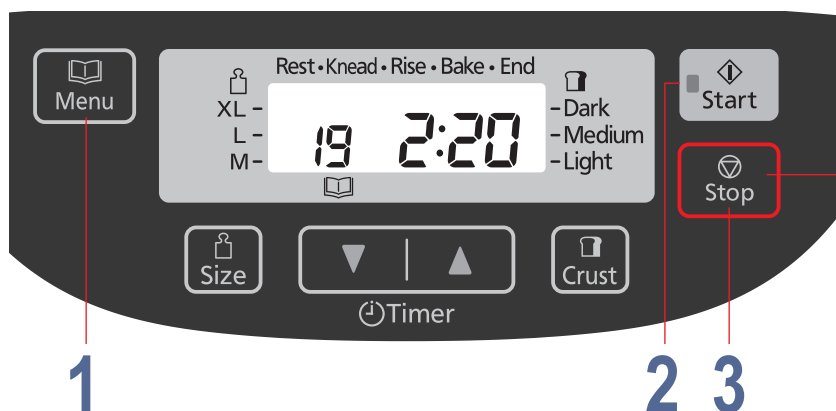 Menu
Rest • Knead • Rise • Bake • End
XL
L
M
19 2:20
Dark
Medium
Light
Start
Stop
Size
Timer
Crust
1
2
3